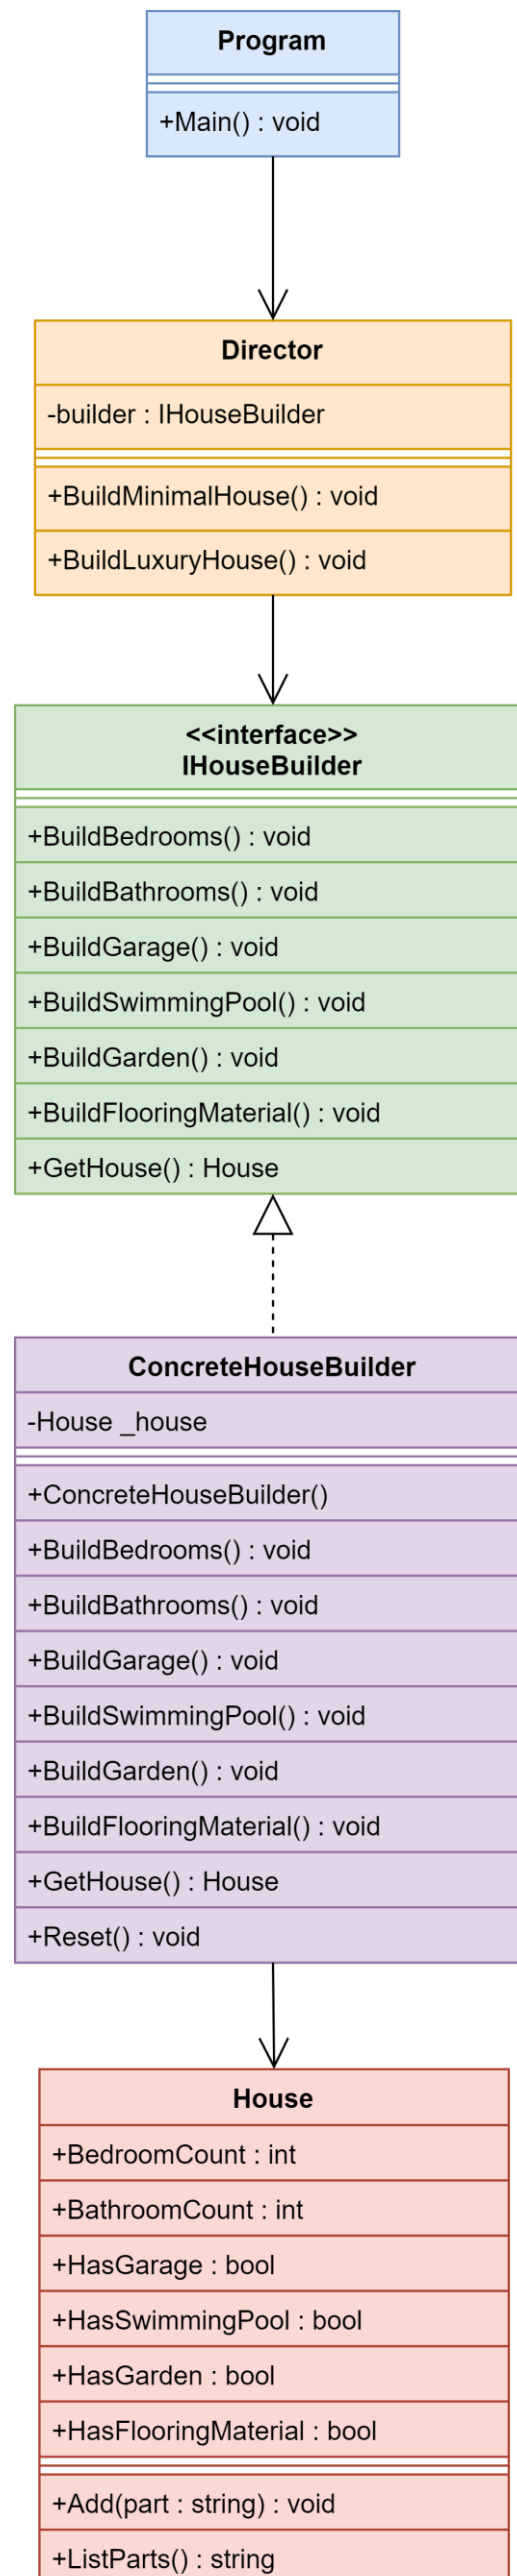 Program
+Main() : void
Director
-builder : IHouseBuilder
+BuildMinimalHouse() : void
+BuildLuxuryHouse() : void
<<interface>>
IHouseBuilder
+BuildBedrooms() : void
+BuildBathrooms() : void
+BuildGarage() : void
+BuildSwimmingPool() : void
+BuildGarden() : void
+BuildFlooringMaterial() : void
+GetHouse() : House
ConcreteHouseBuilder
-House _house
+ConcreteHouseBuilder()
+BuildBedrooms() : void
+BuildBathrooms() : void
+BuildGarage() : void
+BuildSwimmingPool() : void
+BuildGarden() : void
+BuildFlooringMaterial() : void
+GetHouse() : House
+Reset() : void
House
+BedroomCount : int
+BathroomCount : int
+HasGarage : bool
+HasSwimmingPool : bool
+HasGarden : bool
+HasFlooringMaterial : bool
+Add(part : string) : void
+ListParts() : string